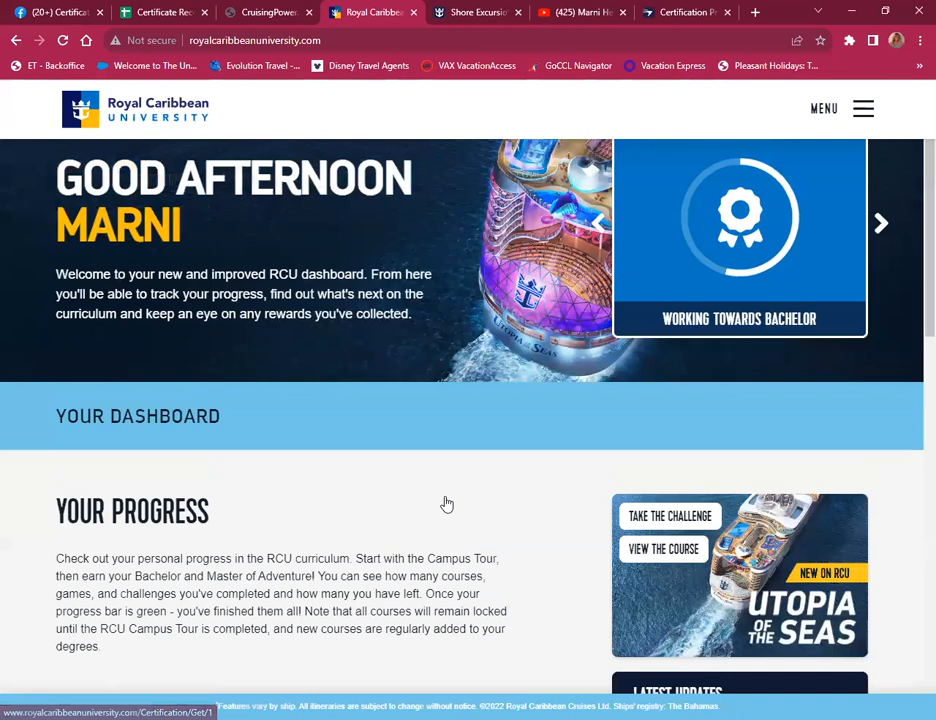 (20+) Certificat
Certificate Rec
CruisingPower.
Royal Caribbea
Shore Excursio
(425) Marni He
Certification Pr
Not secure
royalcaribbeanuniversity.com
ET - Backoffice
Welcome to The Un...
Evolution Travel -...
Disney Travel Agents
VAX VacationAccess
GoCCL Navigator
Vacation Express
Pleasant Holidays: T...
»
Royal Caribbean
UNIVERSITY
MENU
GOOD AFTERNOON
MARNI
Welcome to your new and improved RCU dashboard. From here
you'll be able to track your progress, find out what's next on the
curriculum and keep an eye on any rewards you've collected.
UTOPIA OF THE SEAS
WORKING TOWARDS BACHELOR
YOUR DASHBOARD
YOUR PROGRESS
Check out your personal progress in the RCU curriculum. Start with the Campus Tour,
then earn your Bachelor and Master of Adventure! You can see how many courses,
games, and challenges you've completed and how many you have left. Once your
progress bar is green - you've finished them all! Note that all courses will remain locked
until the RCU Campus Tour is completed, and new courses are regularly added to your
degrees.
TAKE THE CHALLENGE
VIEW THE COURSE
NEW ON RCU
UTOPIA
OF THE SEAS
LATEST UPDATES
www.royalcaribbeanuniversity.com/Certification/Get/1
*Features vary by ship. All itineraries are subject to change without notice. ©2022 Royal Caribbean Cruises Ltd. Ships' registry: The Bahamas.